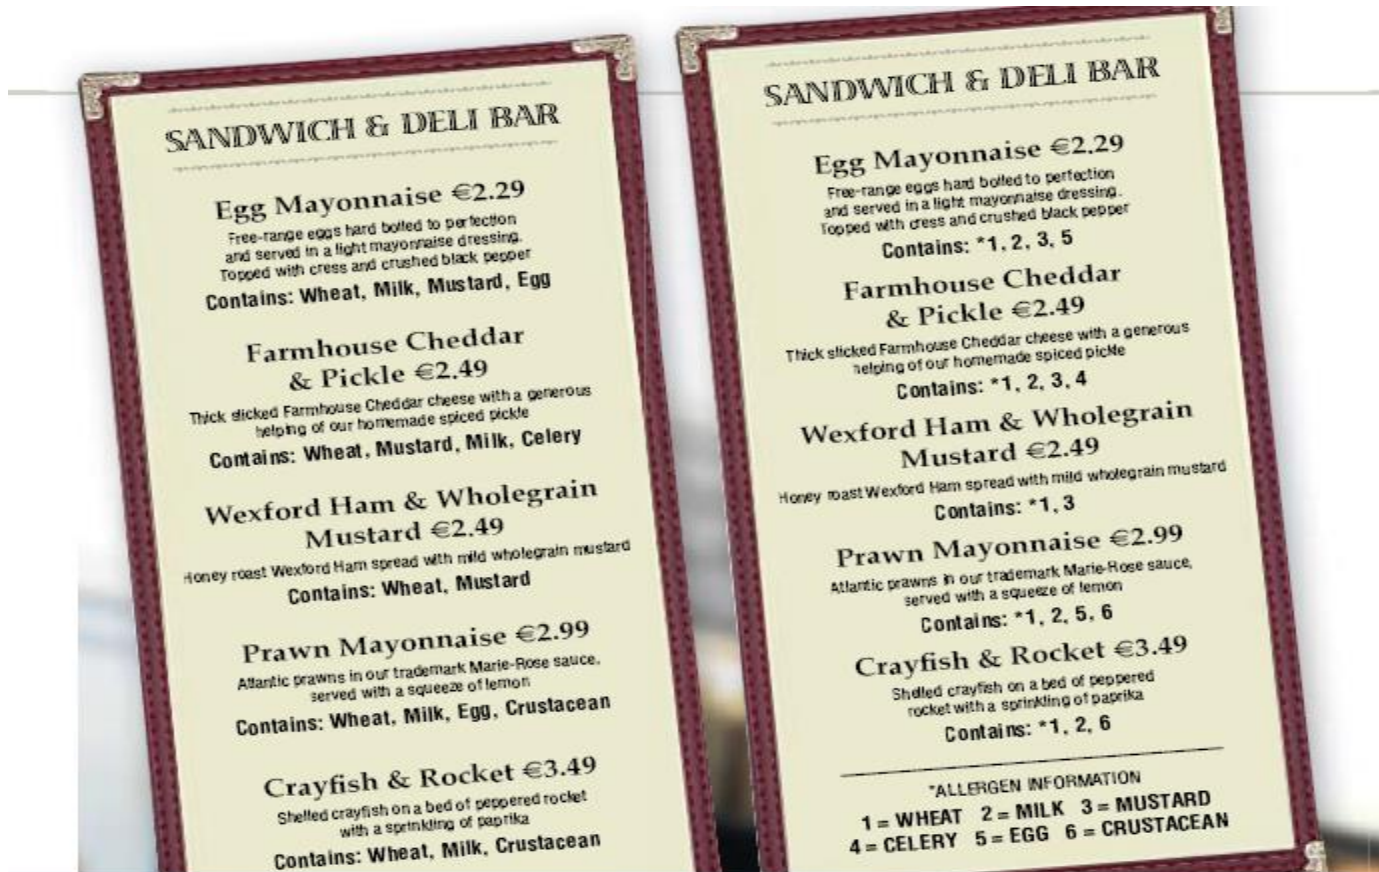 SANDWICH & DELI BAR
Egg Mayonnaise €2.29
Free-range eggs hard boiled to perfection
and served in a light mayonnaise dressing.
Topped with cress and crushed black pepper
Contains: Wheat, Milk, Mustard, Egg
Farmhouse Cheddar
& Pickle €2.49
Thick slicked Farmhouse Cheddar cheese with a generous
helping of our homemade spiced pickle
Contains: Wheat, Mustard, Milk, Celery
Wexford Ham & Wholegrain
Mustard €2.49
Honey roast Wexford Ham spread with mild wholegrain mustard
Contains: Wheat, Mustard
Prawn Mayonnaise €2.99
Atlantic prawns in our trademark Marie-Rose sauce,
served with a squeeze of lemon
Contains: Wheat, Milk, Egg, Crustacean
Crayfish & Rocket €3.49
Shelled crayfish on a bed of peppered rocket
with a sprinkling of paprika
Contains: Wheat, Milk, Crustacean
SANDWICH & DELI BAR
Egg Mayonnaise €2.29
Free-range eggs hard boiled to perfection
and served in a light mayonnaise dressing.
Topped with cress and crushed black pepper
Contains: *1, 2, 3, 5
Farmhouse Cheddar
& Pickle €2.49
Thick slicked Farmhouse Cheddar cheese with a generous
helping of our homemade spiced pickle
Contains: *1, 2, 3, 4
Wexford Ham & Wholegrain
Mustard €2.49
Honey roast Wexford Ham spread with mild wholegrain mustard
Contains: *1, 3
Prawn Mayonnaise €2.99
Atlantic prawns in our trademark Marie-Rose sauce,
served with a squeeze of lemon
Contains: *1, 2, 5, 6
Crayfish & Rocket €3.49
Shelled crayfish on a bed of peppered
rocket with a sprinkling of paprika
Contains: *1, 2, 6
*ALLERGEN INFORMATION
1 = WHEAT 2 = MILK 3 = MUSTARD
4 = CELERY 5 = EGG 6 = CRUSTACEAN